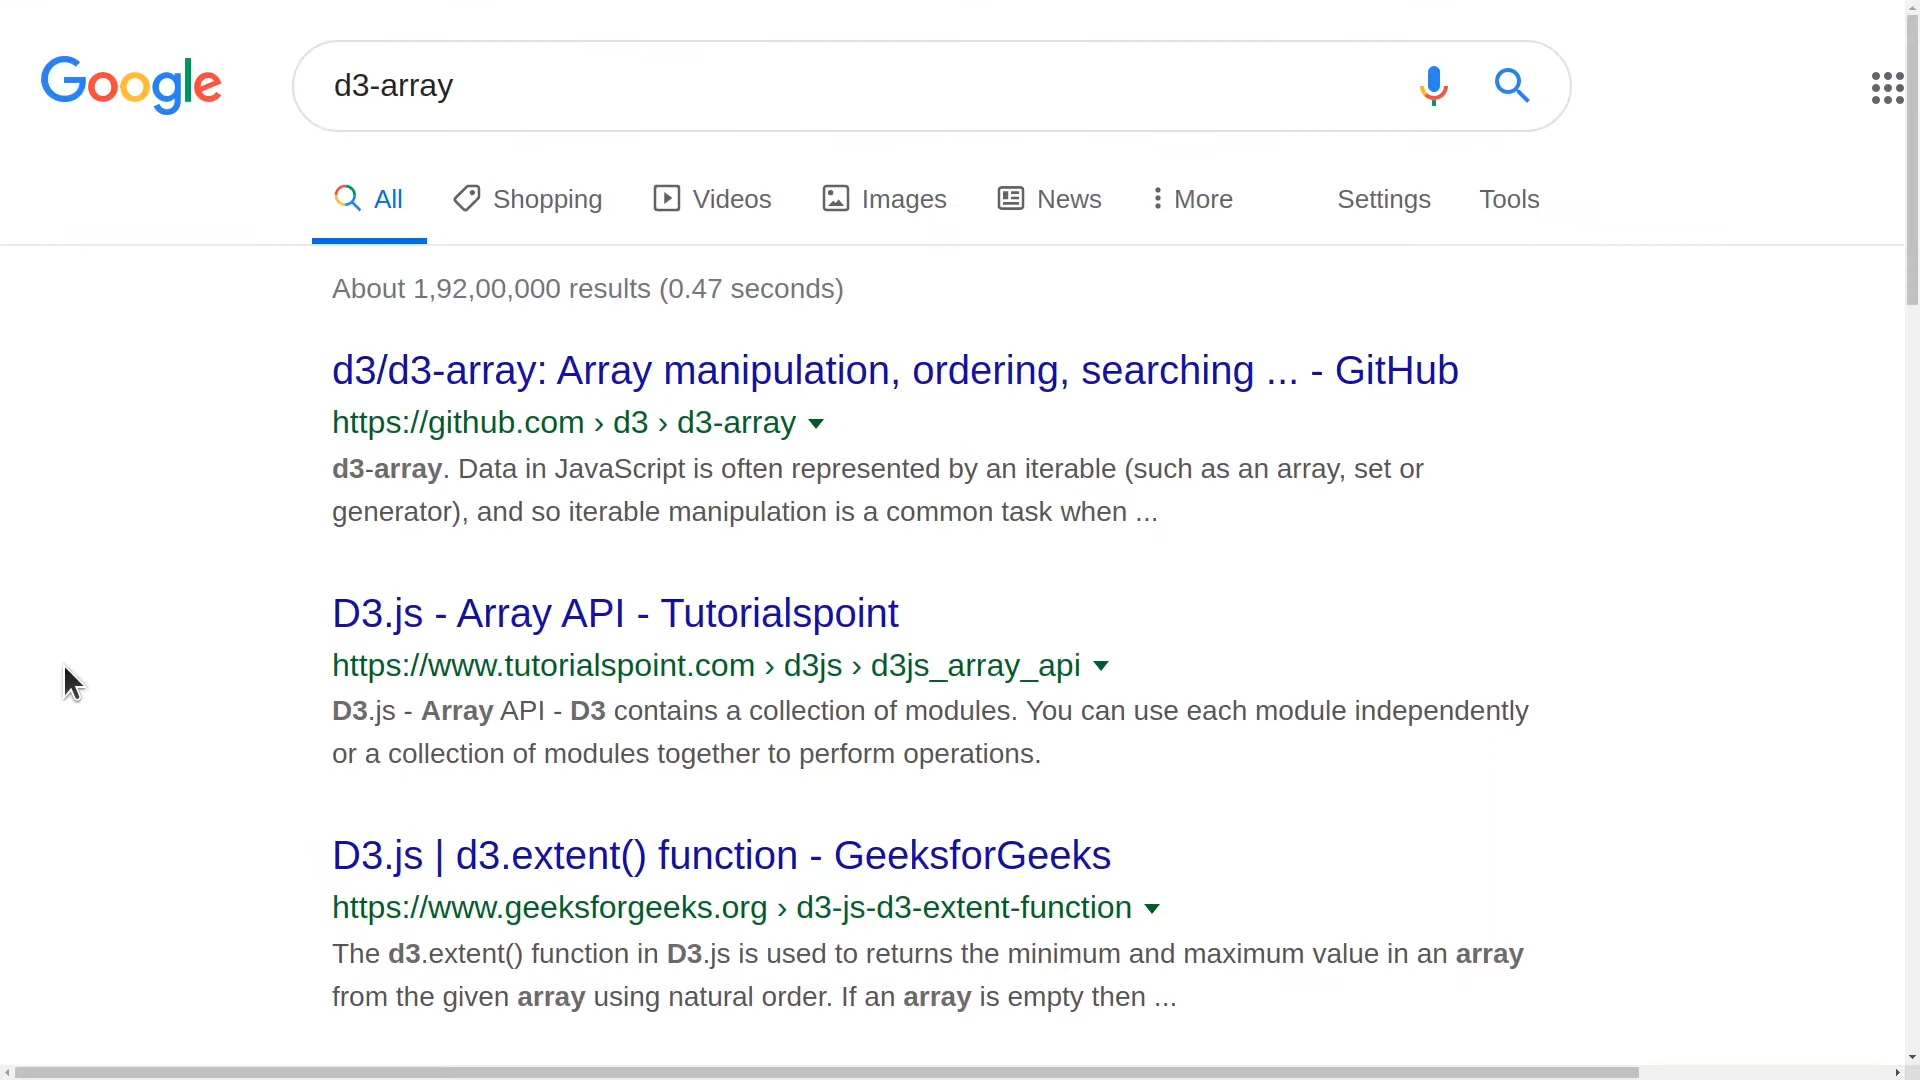 Google
d3-array
All Shopping Videos Images News More Settings Tools
About 1,92,00,000 results (0.47 seconds)
d3/d3-array: Array manipulation, ordering, searching ... - GitHub
https://github.com › d3 › d3-array
d3-array. Data in JavaScript is often represented by an iterable (such as an array, set or
generator), and so iterable manipulation is a common task when ...
D3.js - Array API - Tutorialspoint
https://www.tutorialspoint.com › d3js › d3js_array_api
D3.js - Array API - D3 contains a collection of modules. You can use each module independently
or a collection of modules together to perform operations.
D3.js | d3.extent() function - GeeksforGeeks
https://www.geeksforgeeks.org › d3-js-d3-extent-function
The d3.extent() function in D3.js is used to returns the minimum and maximum value in an array
from the given array using natural order. If an array is empty then ...